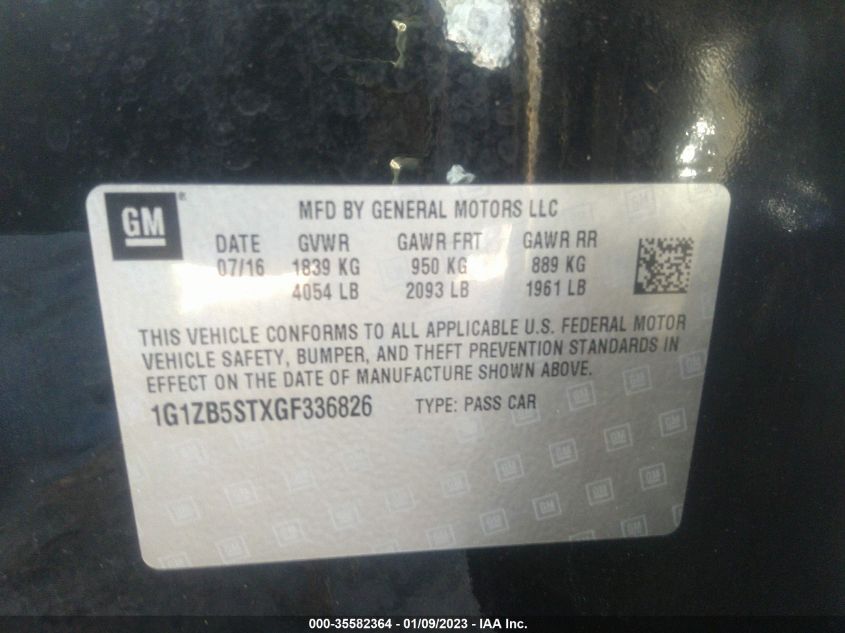 GM ®
MFD BY GENERAL MOTORS LLC
DATE GVWR GAWR FRT GAWR RR
07/16 1839 KG 950 KG 889 KG
4054 LB 2093 LB 1961 LB
THIS VEHICLE CONFORMS TO ALL APPLICABLE U.S. FEDERAL MOTOR
VEHICLE SAFETY, BUMPER, AND THEFT PREVENTION STANDARDS IN
EFFECT ON THE DATE OF MANUFACTURE SHOWN ABOVE.
1G1ZB5STXGF336826 TYPE: PASS CAR
000-35582364 / 01/09/2023 - IAA Inc.